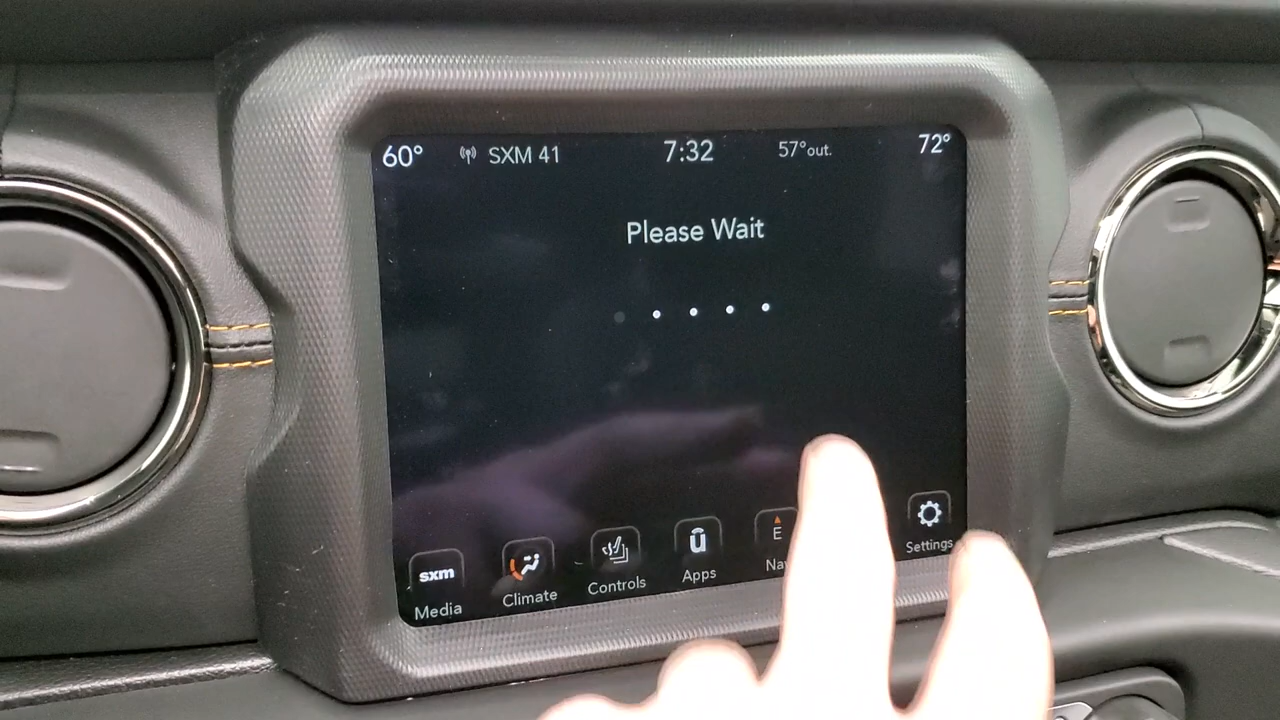 60° SXM 41 7:32 57°out. 72°
Please Wait
sxm
Media
Climate
Controls
ū
Apps
E
Settings